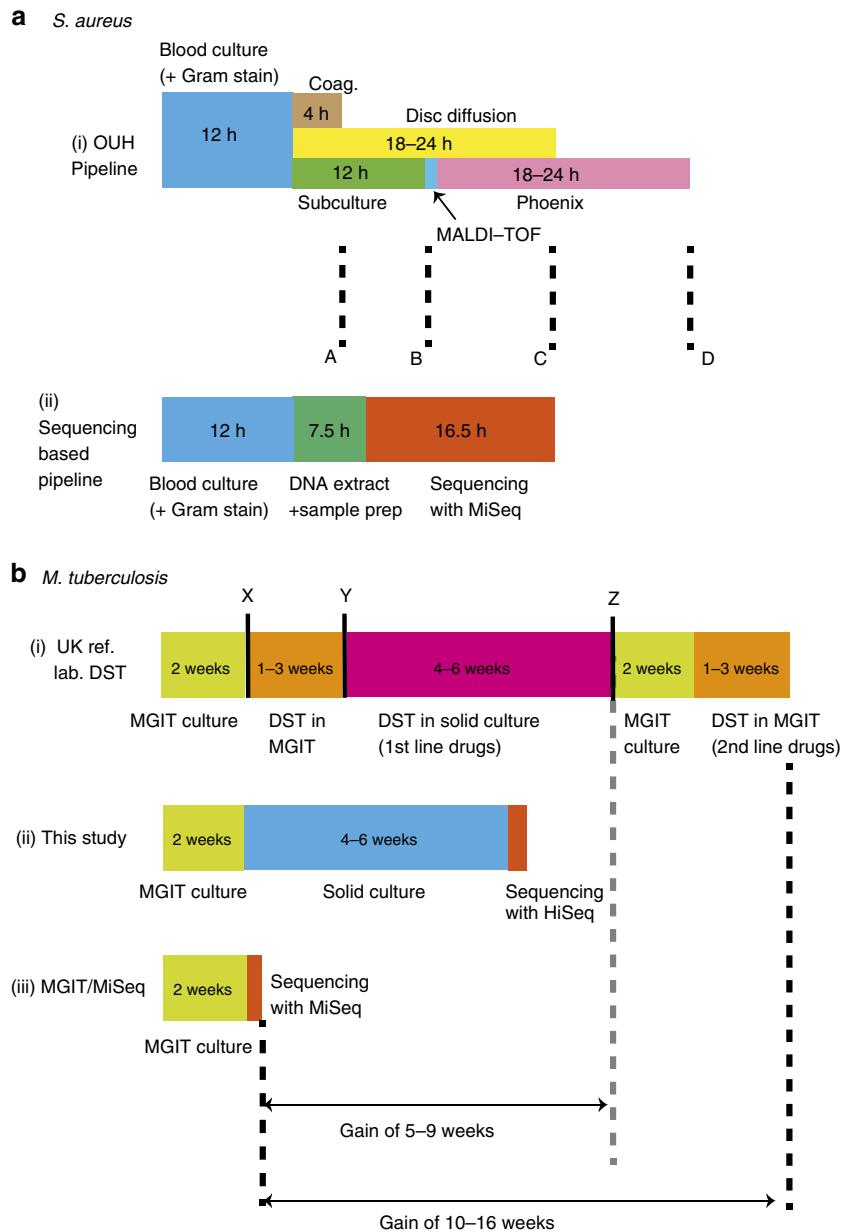 a S. aureus
Blood culture
(+ Gram stain)
Coag.
4 h
Disc diffusion
(i) OUH
Pipeline
12 h
18–24 h
12 h
18–24 h
Subculture
Phoenix
MALDI–TOF
A
B
C
D
(ii)
Sequencing
based
pipeline
12 h
7.5 h
16.5 h
Blood culture
(+ Gram stain)
DNA extract
+sample prep
Sequencing
with MiSeq
b M. tuberculosis
X
Y
Z
(i) UK ref.
lab. DST
2 weeks
1–3 weeks
4–6 weeks
2 weeks
1–3 weeks
MGIT culture
DST in
MGIT
DST in solid culture
(1st line drugs)
MGIT
culture
DST in MGIT
(2nd line drugs)
(ii) This study
2 weeks
4–6 weeks
MGIT culture
Solid culture
Sequencing
with HiSeq
(iii) MGIT/MiSeq
2 weeks
Sequencing
with MiSeq
MGIT culture
Gain of 5–9 weeks
Gain of 10–16 weeks